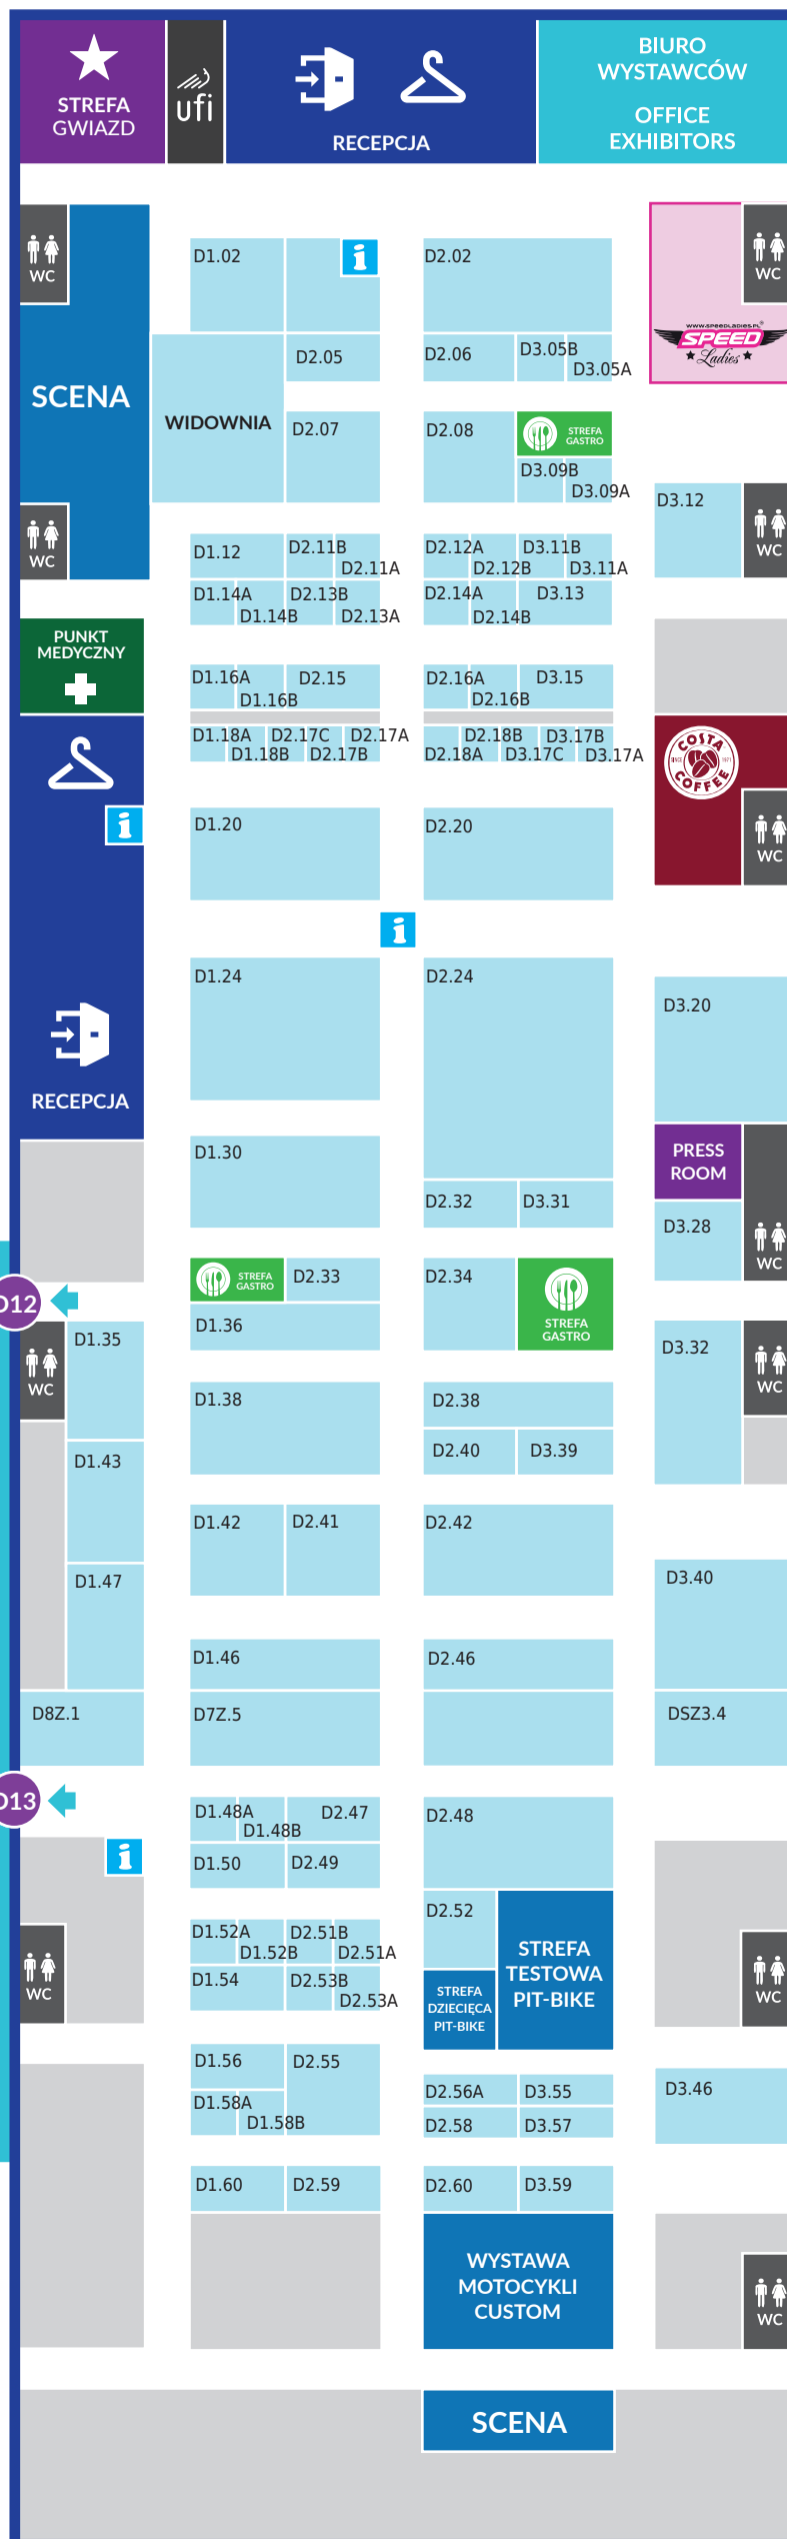 STREFA
GWIAZD
ufi
RECEPCJA
BIURO
WYSTAWCÓW
OFFICE
EXHIBITORS
WC
SCENA
WIDOWNIA
WC
D1.02
D2.05
D2.07
D2.02
D2.06
D3.05B
D3.05A
D2.08
STREFA
GASTRO
D3.09B
D3.09A
WC
WWW.SPEEDLADIES.PL
SPEED
Ladies
D3.12
WC
D1.12
D2.11B
D2.11A
D1.14A
D1.14B
D2.13B
D2.13A
D2.12A
D2.12B
D3.11B
D3.11A
D2.14A
D2.14B
D3.13
PUNKT
MEDYCZNY
D1.16A
D1.16B
D2.15
D2.16A
D2.16B
D3.15
D1.18A
D1.18B
D2.17C
D2.17B
D2.17A
D2.18A
D2.18B
D3.17C
D3.17B
D3.17A
COSTA
SINCE 1971
COFFEE
WC
D1.20
D2.20
D1.24
D2.24
D3.20
RECEPCJA
D1.30
D2.32
D3.31
PRESS
ROOM
D3.28
WC
D12
STREFA
GASTRO
D2.33
D1.36
D2.34
STREFA
GASTRO
WC
D1.35
D3.32
WC
D1.38
D2.38
D2.40
D3.39
D1.43
D1.42
D2.41
D2.42
D1.47
D3.40
D1.46
D2.46
D8Z.1
D7Z.5
DSZ3.4
D13
D1.48A
D1.48B
D2.47
D2.48
D1.50
D2.49
D1.52A
D1.52B
D2.51B
D2.51A
D1.54
D2.53B
D2.53A
D2.52
STREFA
TESTOWA
PIT-BIKE
STREFA
DZIECIĘCA
PIT-BIKE
WC
WC
D1.56
D2.55
D1.58A
D1.58B
D2.56A
D3.55
D2.58
D3.57
D3.46
D1.60
D2.59
D2.60
D3.59
WYSTAWA
MOTOCYKLI
CUSTOM
WC
SCENA